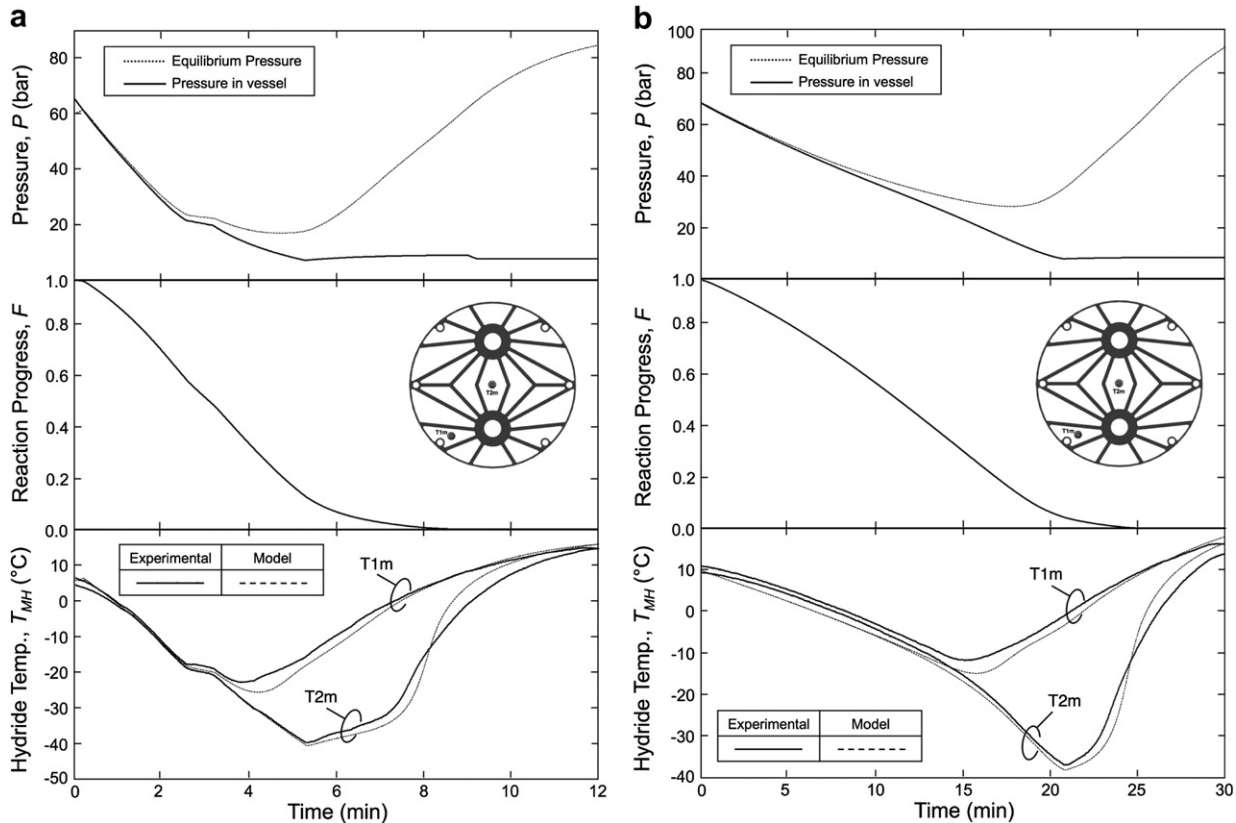 a
Equilibrium Pressure
Pressure in vessel
Pressure, P (bar)
80
60
40
20
Reaction Progress, F
1.0
0.8
0.6
0.4
0.2
0.0
T2m
T1m
Hydride Temp., T_MH (°C)
Experimental Model
T1m
T2m
10
0
-10
-20
-30
-40
-50
0 2 4 6 8 10 12
Time (min)
b
Equilibrium Pressure
Pressure in vessel
Pressure, P (bar)
100
80
60
40
20
Reaction Progress, F
1.0
0.8
0.6
0.4
0.2
0.0
T2m
T1m
Hydride Temp., T_MH (°C)
T1m
T2m
Experimental Model
10
0
-10
-20
-30
-40
0 5 10 15 20 25 30
Time (min)